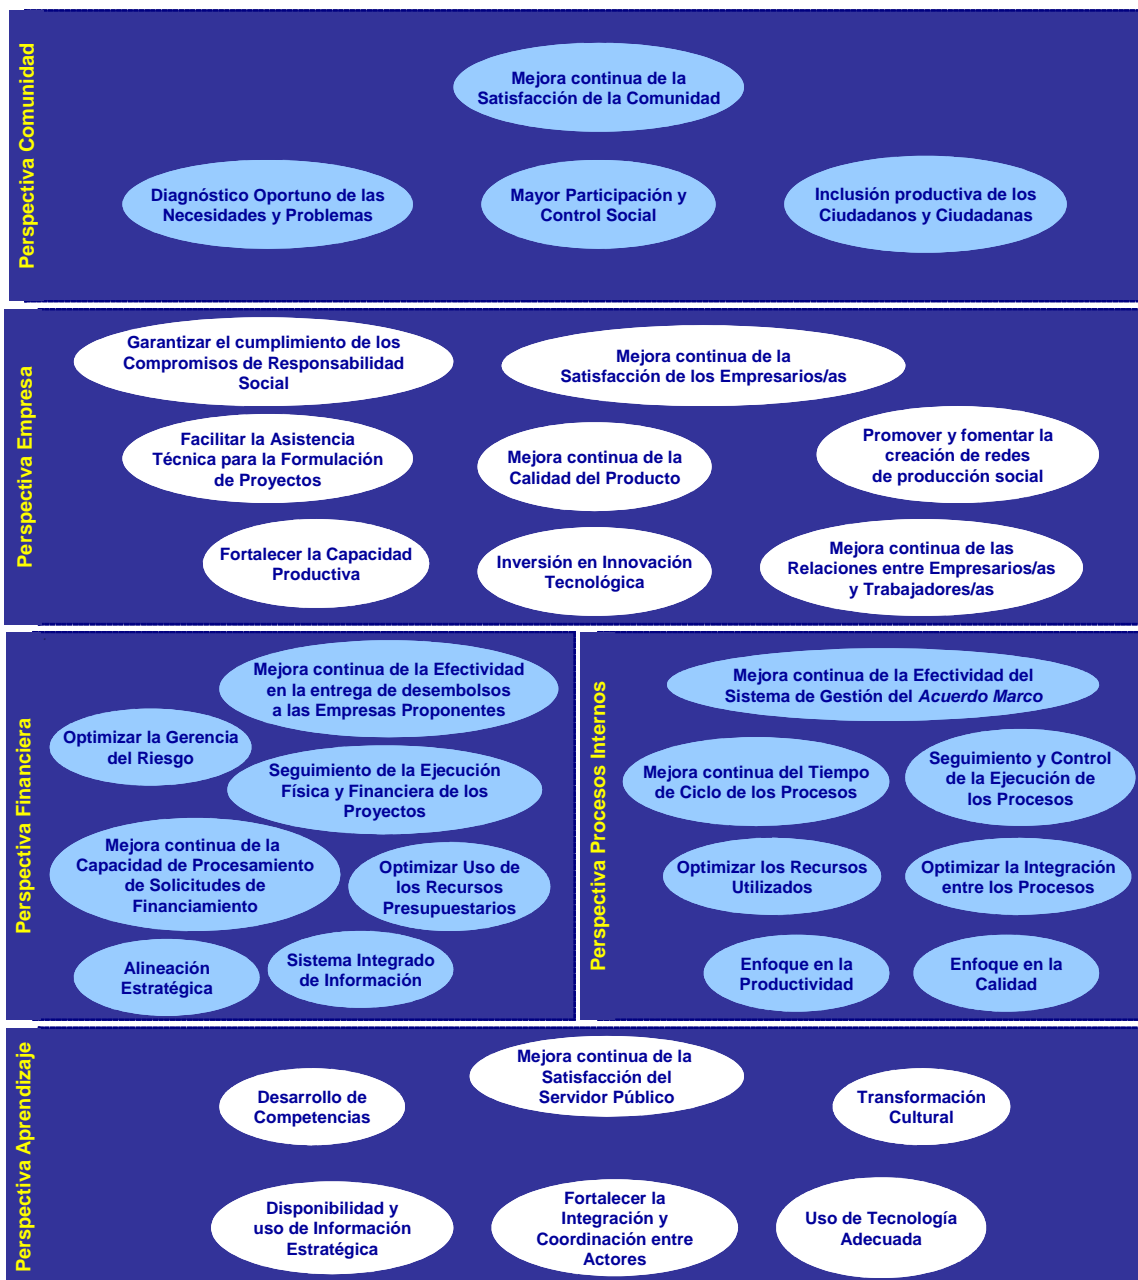 Perspectiva Comunidad
Mejora continua de la
Satisfacción de la Comunidad
Diagnóstico Oportuno de las
Necesidades y Problemas
Mayor Participación y
Control Social
Inclusión productiva de los
Ciudadanos y Ciudadanas
Perspectiva Empresa
Garantizar el cumplimiento de los
Compromisos de Responsabilidad
Social
Mejora continua de la
Satisfacción de los Empresarios/as
Facilitar la Asistencia
Técnica para la Formulación
de Proyectos
Mejora continua de la
Calidad del Producto
Promover y fomentar la
creación de redes
de producción social
Fortalecer la Capacidad
Productiva
Inversión en Innovación
Tecnológica
Mejora continua de las
Relaciones entre Empresarios/as
y Trabajadores/as
Perspectiva Financiera
Mejora continua de la Efectividad
en la entrega de desembolsos
a las Empresas Proponentes
Optimizar la Gerencia
del Riesgo
Seguimiento de la Ejecución
Física y Financiera de los
Proyectos
Mejora continua de la
Capacidad de Procesamiento
de Solicitudes de
Financiamiento
Optimizar Uso de
los Recursos
Presupuestarios
Alineación
Estratégica
Sistema Integrado
de Información
Perspectiva Procesos Internos
Mejora continua de la Efectividad del
Sistema de Gestión del Acuerdo Marco
Mejora continua del Tiempo
de Ciclo de los Procesos
Seguimiento y Control
de la Ejecución de
los Procesos
Optimizar los Recursos
Utilizados
Optimizar la Integración
entre los Procesos
Enfoque en la
Productividad
Enfoque en la
Calidad
Perspectiva Aprendizaje
Mejora continua de la
Satisfacción del
Servidor Público
Desarrollo de
Competencias
Transformación
Cultural
Disponibilidad y
uso de Información
Estratégica
Fortalecer la
Integración y
Coordinación entre
Actores
Uso de Tecnología
Adecuada